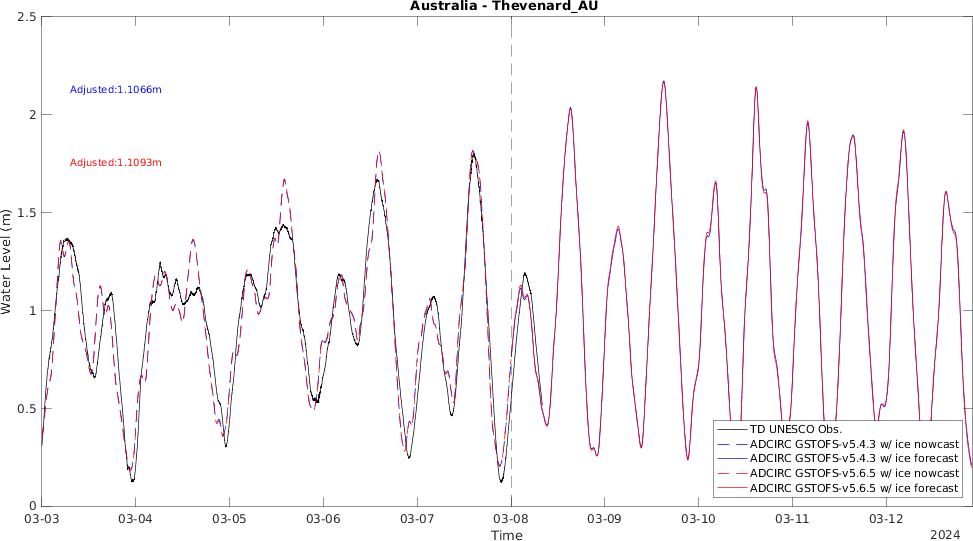 Australia - Thevenard_AU
2.5
Adjusted:1.1066m
2
Adjusted:1.1093m
1.5
Water Level (m)
1
0.5
TD UNESCO Obs.
ADCIRC GSTOFS-v5.4.3 w/ ice nowcast
ADCIRC GSTOFS-v5.4.3 w/ ice forecast
ADCIRC GSTOFS-v5.6.5 w/ ice nowcast
ADCIRC GSTOFS-v5.6.5 w/ ice forecast
0
03-03 03-04 03-05 03-06 03-07 03-08 03-09 03-10 03-11 03-12
Time
2024